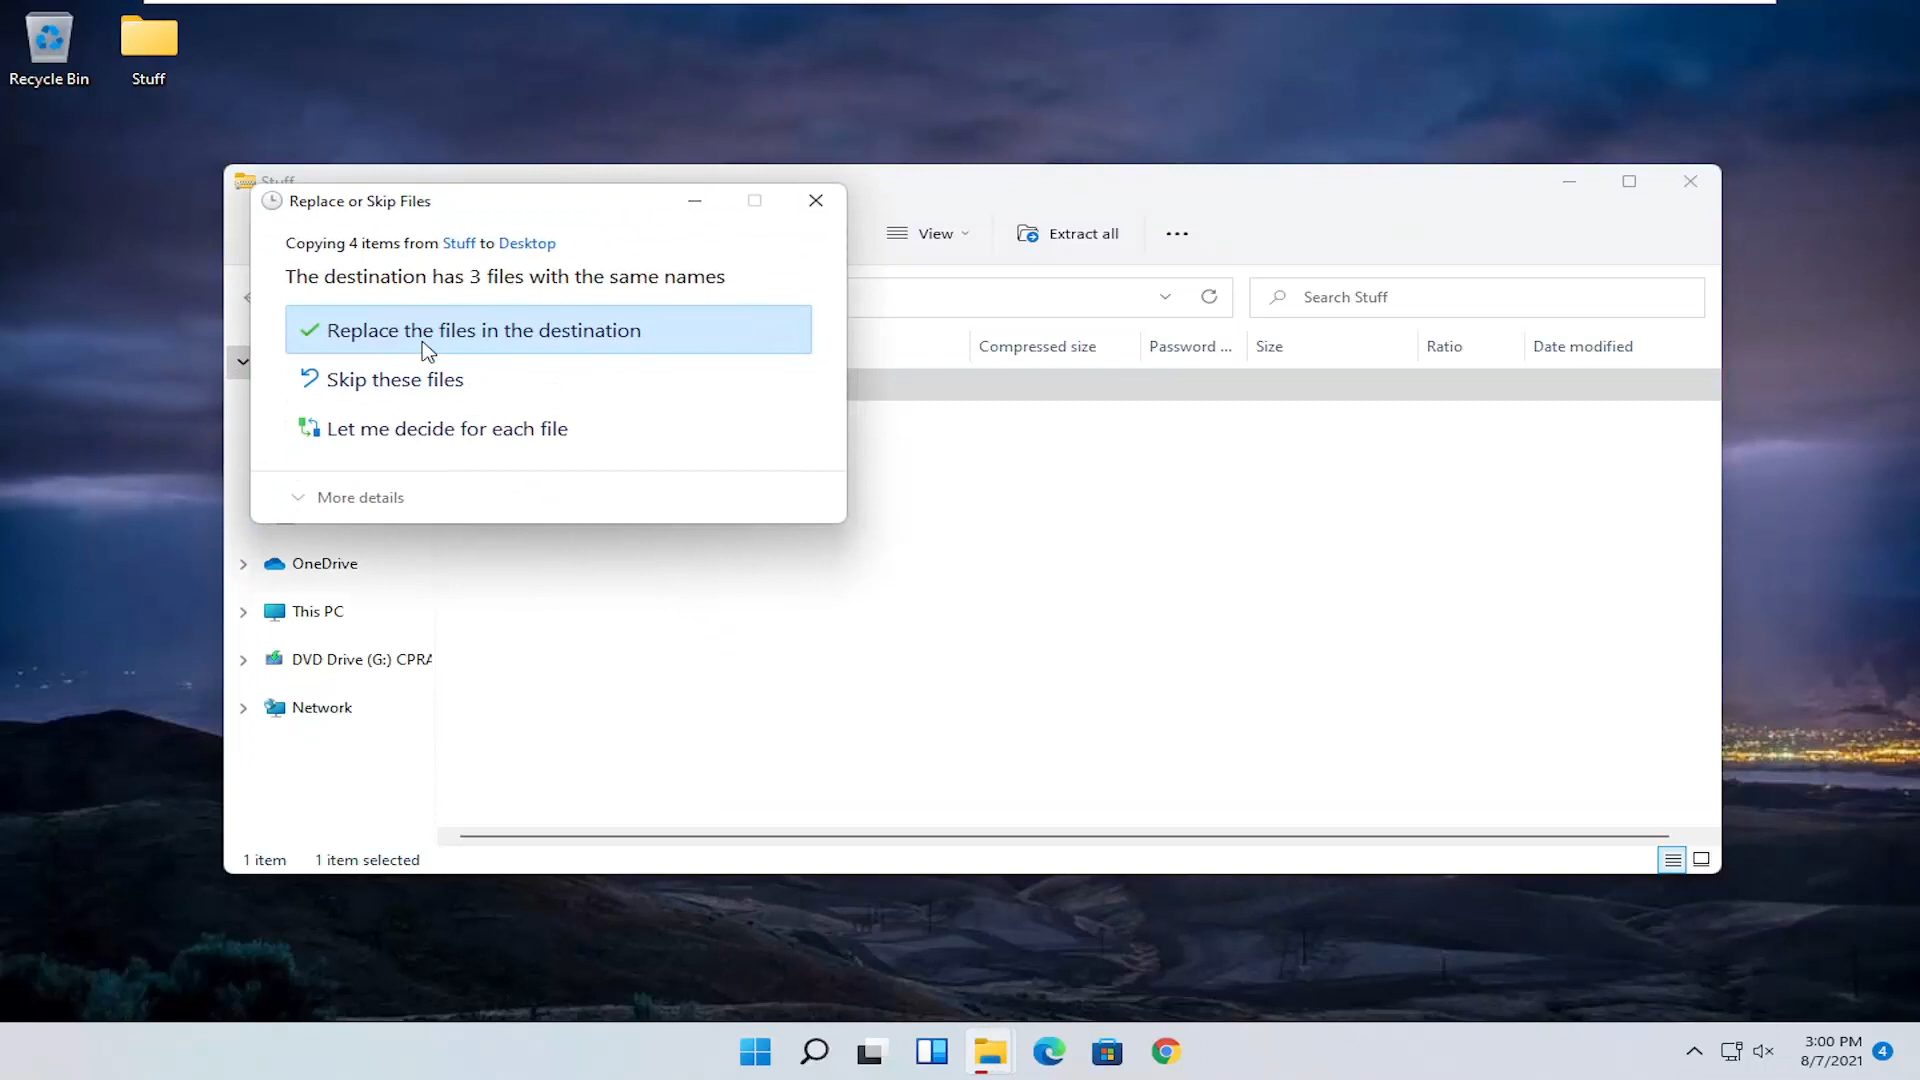 Recycle Bin
Stuff
Stuff
Replace or Skip Files
Copying 4 items from Stuff to Desktop
The destination has 3 files with the same names
Replace the files in the destination
Skip these files
Let me decide for each file
More details
View
Extract all
Search Stuff
Compressed size
Password ...
Size
Ratio
Date modified
OneDrive
This PC
DVD Drive (G:) CPRA
Network
1 item
1 item selected
3:00 PM
8/7/2021
4